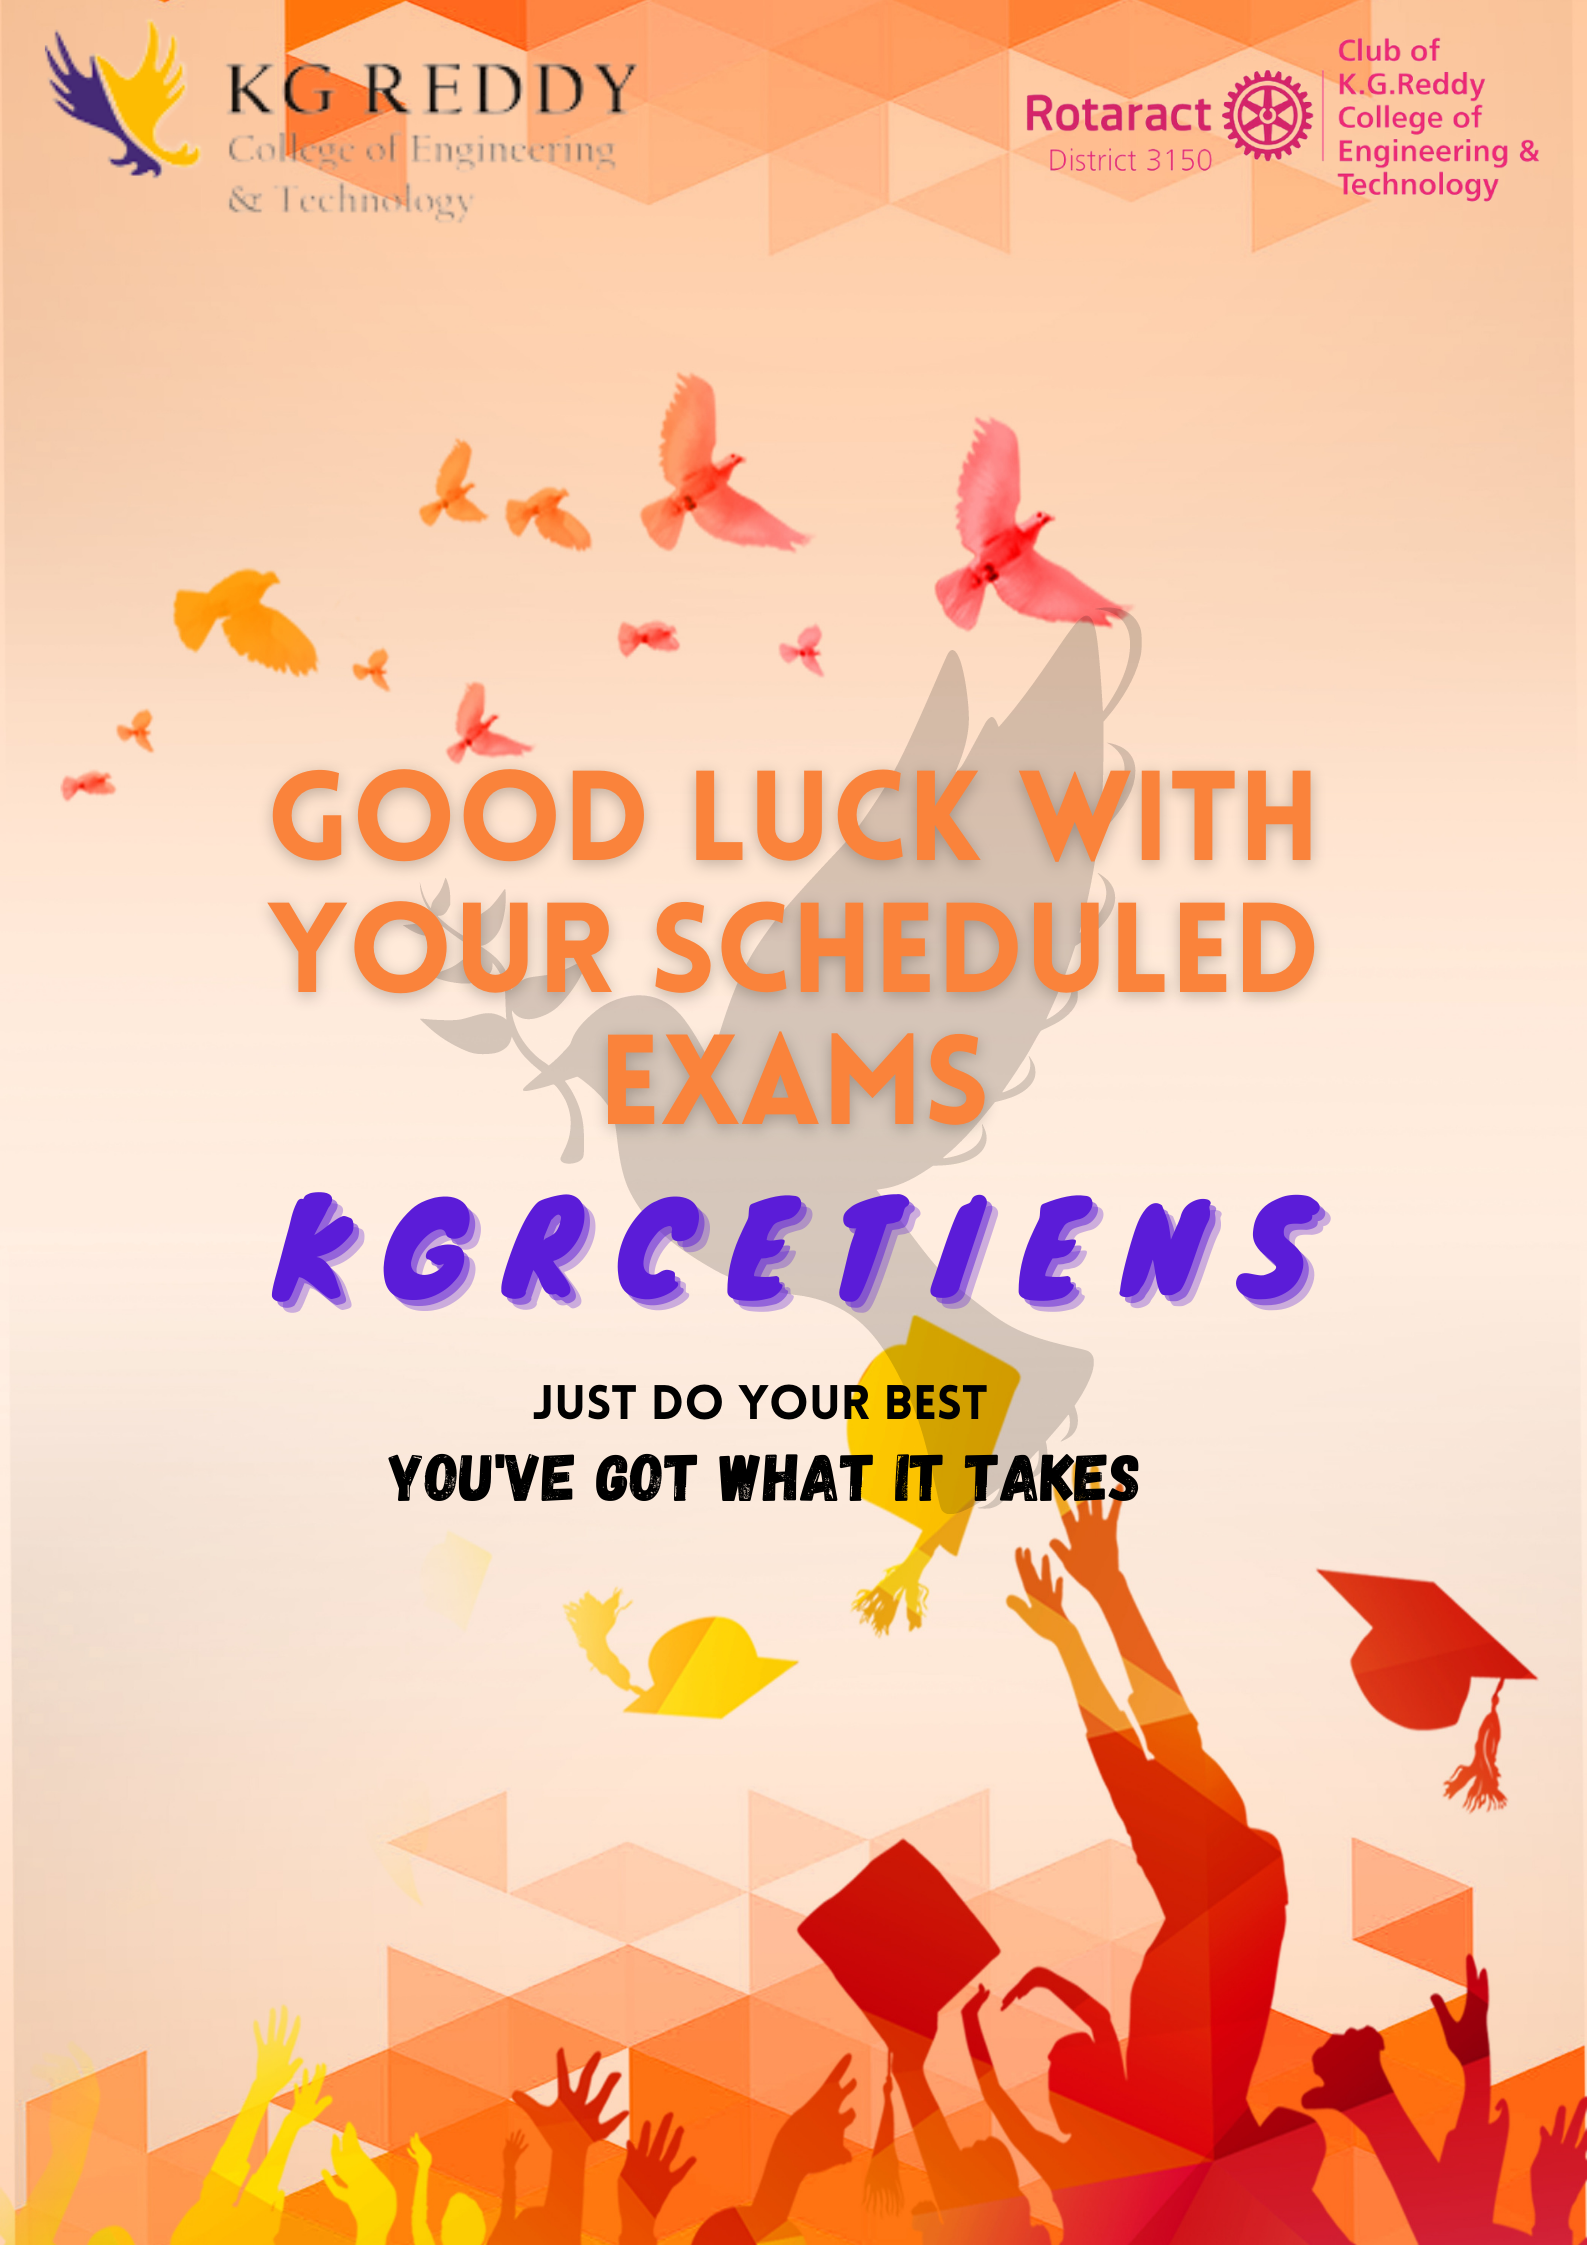 KG REDDY
College of Engineering
& Technology
Rotaract
District 3150
Club of
K.G.Reddy
College of
Engineering &
Technology
GOOD LUCK WITH
YOUR SCHEDULED
EXAMS
KGRCETIENS
JUST DO YOUR BEST
YOU'VE GOT WHAT IT TAKES